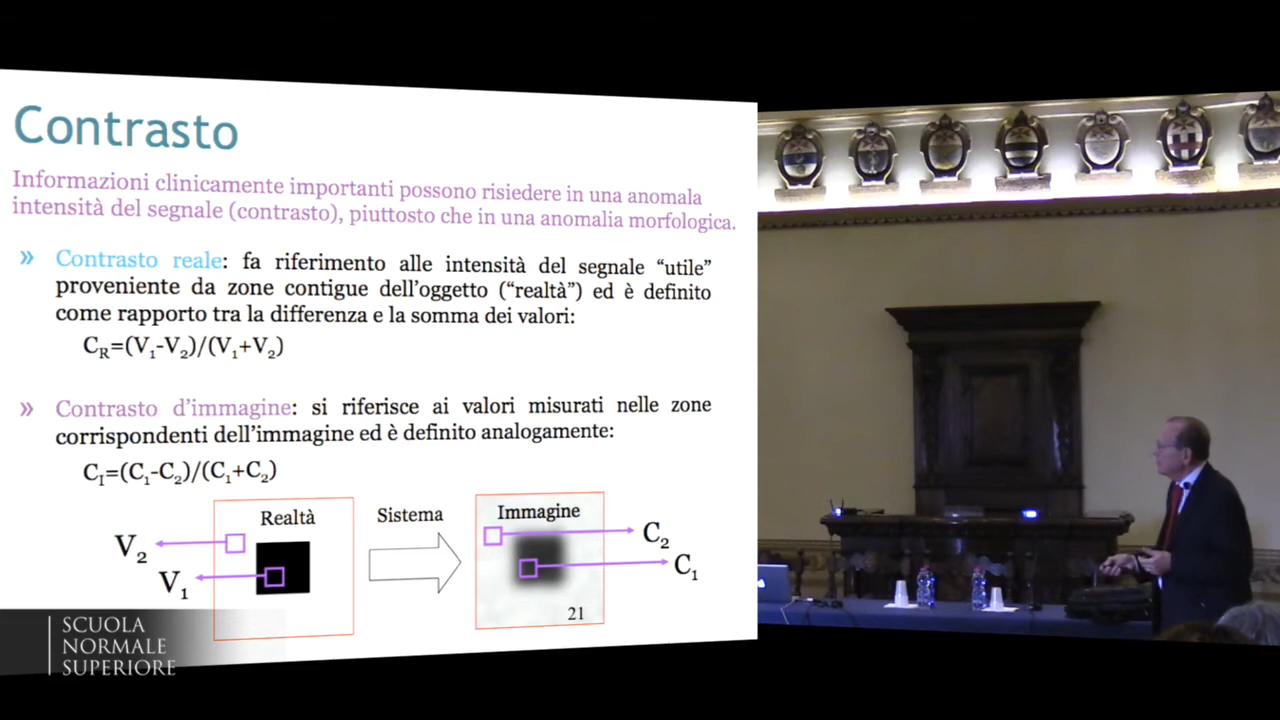 Contrasto
Informazioni clinicamente importanti possono risiedere in una anomala
intensità del segnale (contrasto), piuttosto che in una anomalia morfologica.
» Contrasto reale: fa riferimento alle intensità del segnale “utile”
proveniente da zone contigue dell’oggetto (“realtà”) ed è definito
come rapporto tra la differenza e la somma dei valori:
C_R=(V₁-V₂)/(V₁+V₂)
» Contrasto d’immagine: si riferisce ai valori misurati nelle zone
corrispondenti dell’immagine ed è definito analogamente:
C_I=(C₁-C₂)/(C₁+C₂)
Realtà
Sistema
Immagine
V₂
V₁
C₂
C₁
21
SCUOLA
NORMALE
SUPERIORE